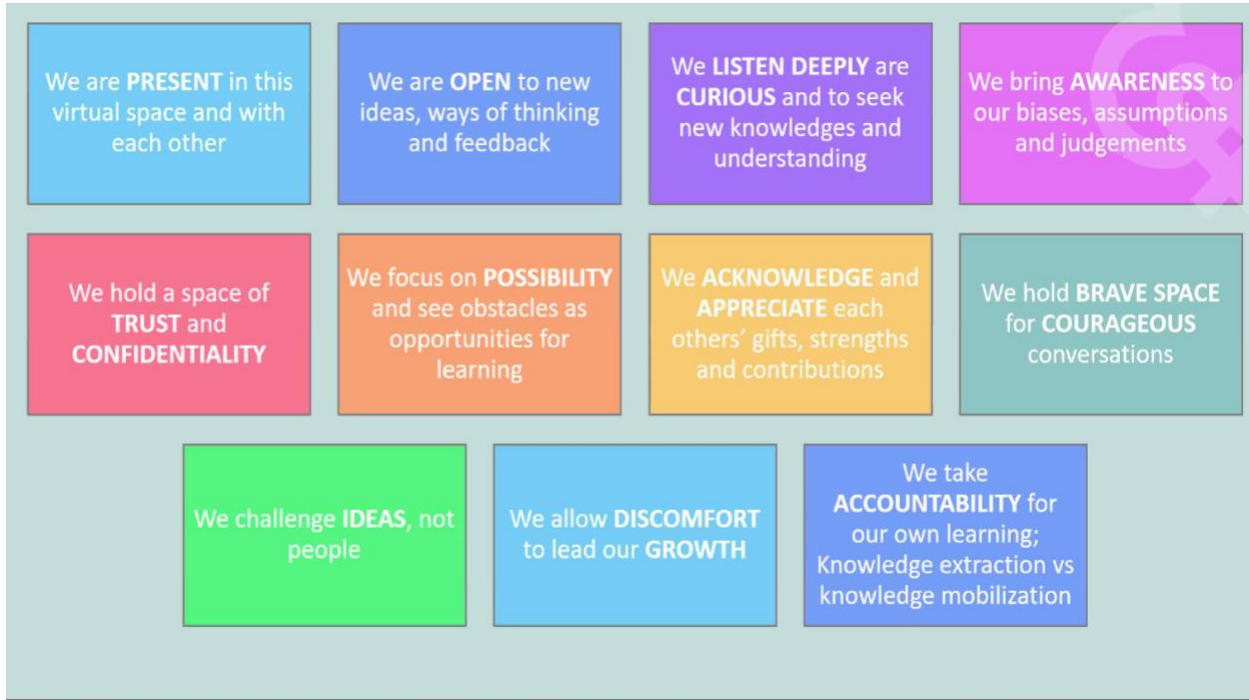 We are PRESENT in this
virtual space and with
each other
We are OPEN to new
ideas, ways of thinking
and feedback
We LISTEN DEEPLY are
CURIOUS and to seek
new knowledges and
understanding
We bring AWARENESS to
our biases, assumptions
and judgements
We hold a space of
TRUST and
CONFIDENTIALITY
We focus on POSSIBILITY
and see obstacles as
opportunities for
learning
We ACKNOWLEDGE and
APPRECIATE each
others’ gifts, strengths
and contributions
We hold BRAVE SPACE
for COURAGEOUS
conversations
We challenge IDEAS, not
people
We allow DISCOMFORT
to lead our GROWTH
We take
ACCOUNTABILITY for
our own learning;
Knowledge extraction vs
knowledge mobilization